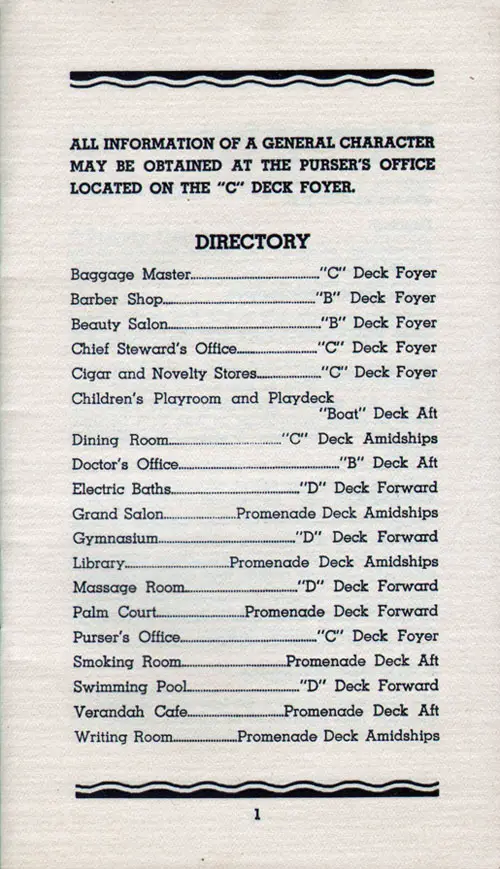 ALL INFORMATION OF A GENERAL CHARACTER
MAY BE OBTAINED AT THE PURSER'S OFFICE
LOCATED ON THE "C" DECK FOYER.
DIRECTORY
Baggage Master........"C" Deck Foyer
Barber Shop........"B" Deck Foyer
Beauty Salon........"B" Deck Foyer
Chief Steward's Office........"C" Deck Foyer
Cigar and Novelty Stores........"C" Deck Foyer
Children's Playroom and Playdeck
"Boat" Deck Aft
Dining Room........"C" Deck Amidships
Doctor's Office........"B" Deck Aft
Electric Baths........"D" Deck Forward
Grand Salon........Promenade Deck Amidships
Gymnasium........"D" Deck Forward
Library........Promenade Deck Amidships
Massage Room........"D" Deck Forward
Palm Court........Promenade Deck Forward
Purser's Office........"C" Deck Foyer
Smoking Room........Promenade Deck Aft
Swimming Pool........"D" Deck Forward
Verandah Cafe........Promenade Deck Aft
Writing Room........Promenade Deck Amidships
1